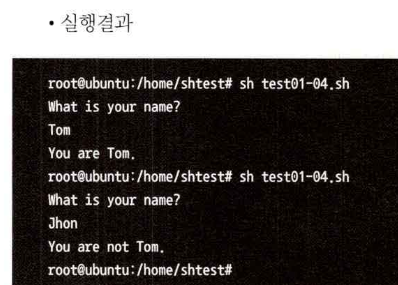 • 실행결과
root@ubuntu:/home/shtest# sh test01-04.sh
What is your name?
Tom
You are Tom.
root@ubuntu:/home/shtest# sh test01-04.sh
What is your name?
Jhon
You are not Tom.
root@ubuntu:/home/shtest#